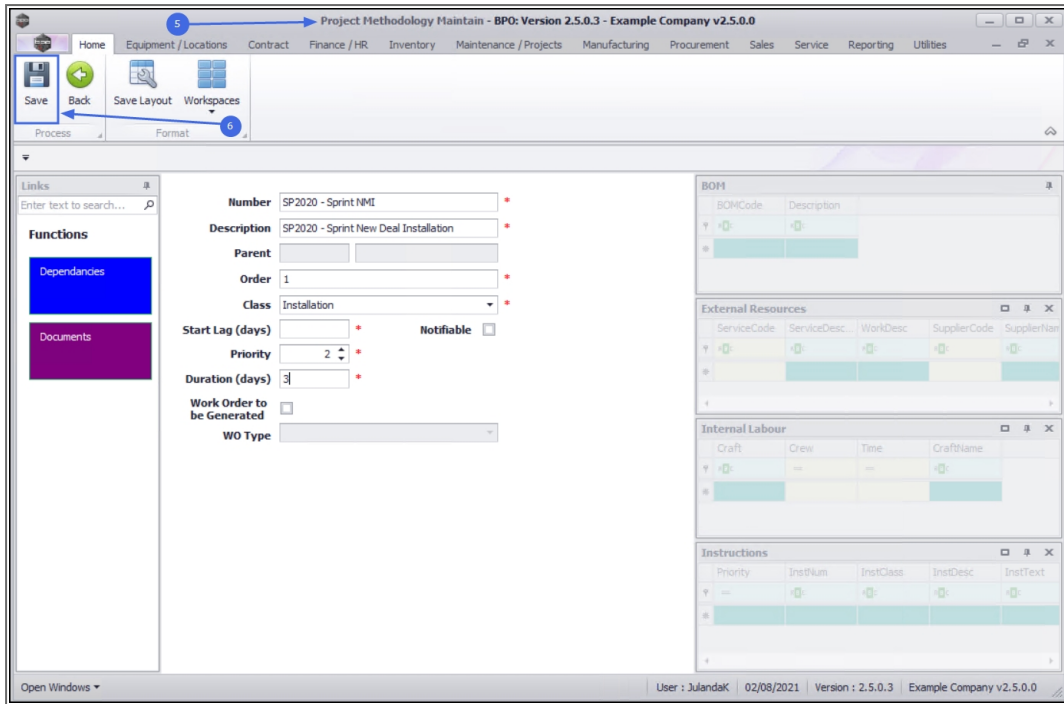 5
Project Methodology Maintain - BPO: Version 2.5.0.3 - Example Company v2.5.0.0
Home Equipment / Locations Contract Finance / HR Inventory Maintenance / Projects Manufacturing Procurement Sales Service Reporting Utilities
Save Back Save Layout Workspaces
6
Process Format
Links
Enter text to search...
Functions
Dependancies
Documents
Number SP2020 - Sprint NMI *
Description SP2020 - Sprint New Deal Installation *
Parent
Order 1 *
Class Installation *
Start Lag (days) * Notifiable
Priority 2 *
Duration (days) 3 *
Work Order to
be Generated
WO Type
BOM
BOMCode Description
External Resources
ServiceCode ServiceDesc... WorkDesc SupplierCode SupplierNam
Internal Labour
Craft Crew Time CraftName
= =
Instructions
Priority InstNum InstClass InstDesc InstText
=
Open Windows User : JulandaK 02/08/2021 Version : 2.5.0.3 Example Company v2.5.0.0